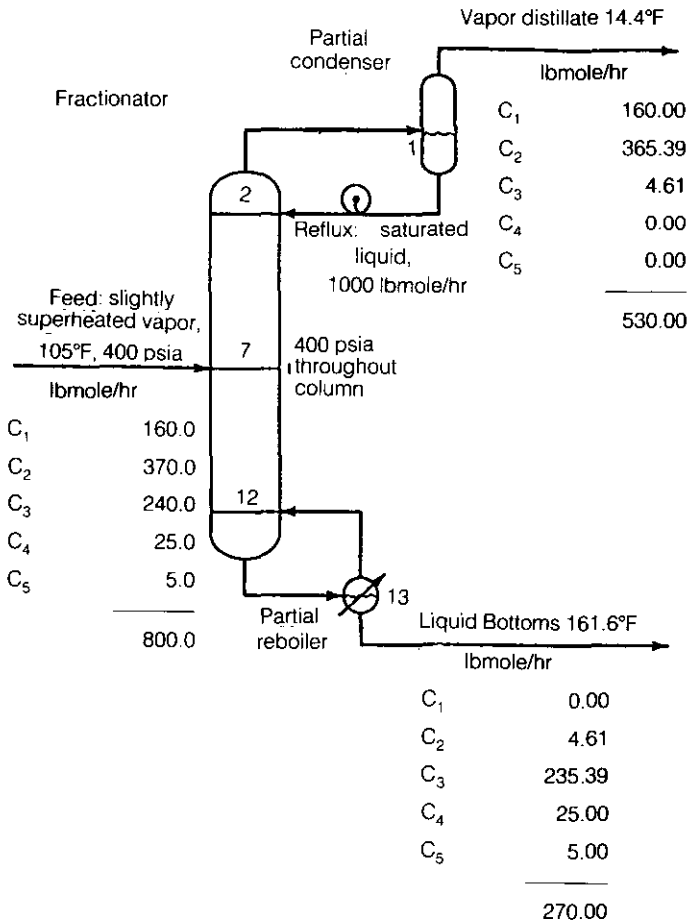 Vapor distillate 14.4°F
Partial
condenser
lbmole/hr
Fractionator
C₁ 160.00
C₂ 365.39
C₃ 4.61
C₄ 0.00
C₅ 0.00
530.00
1
2
Reflux: saturated
liquid,
1000 lbmole/hr
Feed: slightly
superheated vapor,
105°F, 400 psia
7
400 psia
throughout
column
lbmole/hr
C₁ 160.0
C₂ 370.0
C₃ 240.0
C₄ 25.0
C₅ 5.0
800.0
12
13
Partial
reboiler
Liquid Bottoms 161.6°F
lbmole/hr
C₁ 0.00
C₂ 4.61
C₃ 235.39
C₄ 25.00
C₅ 5.00
270.00